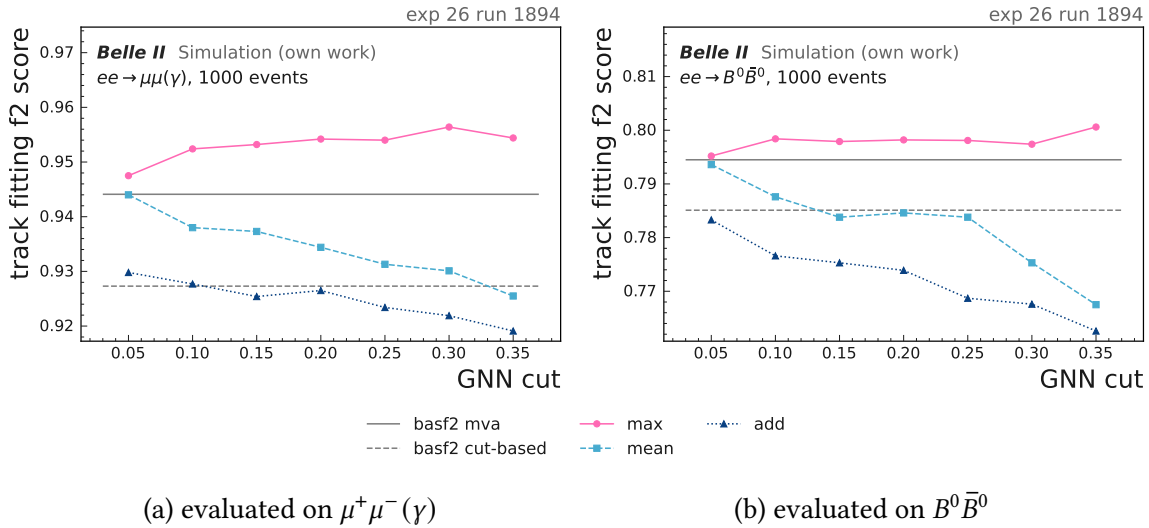 exp 26 run 1894
Belle II Simulation (own work)
ee → μμ(γ), 1000 events
track fitting f2 score
0.97
0.96
0.95
0.94
0.93
0.92
0.05 0.10 0.15 0.20 0.25 0.30 0.35
GNN cut
exp 26 run 1894
Belle II Simulation (own work)
ee → B⁰B̄⁰, 1000 events
track fitting f2 score
0.81
0.80
0.79
0.78
0.77
0.05 0.10 0.15 0.20 0.25 0.30 0.35
GNN cut
basf2 mva
basf2 cut-based
max
mean
add
(a) evaluated on μ⁺μ⁻(γ)
(b) evaluated on B⁰B̄⁰